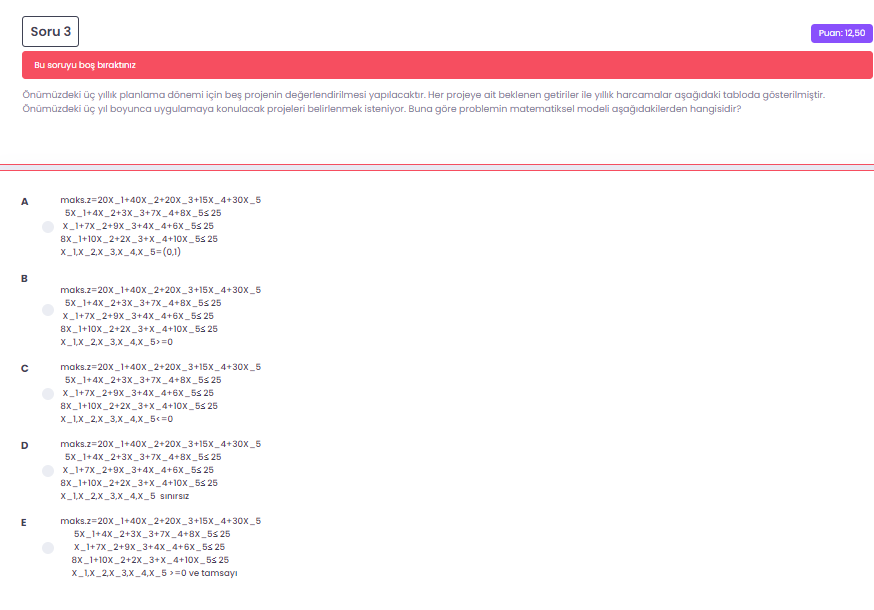 Soru 3
Puan: 12,50
Bu soruyu boş bıraktınız
Önümüzdeki üç yıllık planlama dönemi için beş projenin değerlendirilmesi yapılacaktır. Her projeye ait beklenen getiriler ile yıllık harcamalar aşağıdaki tabloda gösterilmiştir.
Önümüzdeki üç yıl boyunca uygulamaya konulacak projeleri belirlenmek isteniyor. Buna göre problemin matematiksel modeli aşağıdakilerden hangisidir?
A
maks.z=20X_1+40X_2+20X_3+15X_4+30X_5
5X_1+4X_2+3X_3+7X_4+8X_5≤25
X_1+7X_2+9X_3+4X_4+6X_5≤25
8X_1+10X_2+2X_3+X_4+10X_5≤25
X_1,X_2,X_3,X_4,X_5=(0,1)
B
maks.z=20X_1+40X_2+20X_3+15X_4+30X_5
5X_1+4X_2+3X_3+7X_4+8X_5≤25
X_1+7X_2+9X_3+4X_4+6X_5≤25
8X_1+10X_2+2X_3+X_4+10X_5≤25
X_1,X_2,X_3,X_4,X_5>=0
C
maks.z=20X_1+40X_2+20X_3+15X_4+30X_5
5X_1+4X_2+3X_3+7X_4+8X_5≤25
X_1+7X_2+9X_3+4X_4+6X_5≤25
8X_1+10X_2+2X_3+X_4+10X_5≤25
X_1,X_2,X_3,X_4,X_5<=0
D
maks.z=20X_1+40X_2+20X_3+15X_4+30X_5
5X_1+4X_2+3X_3+7X_4+8X_5≤25
X_1+7X_2+9X_3+4X_4+6X_5≤25
8X_1+10X_2+2X_3+X_4+10X_5≤25
X_1,X_2,X_3,X_4,X_5 sınırsız
E
maks.z=20X_1+40X_2+20X_3+15X_4+30X_5
5X_1+4X_2+3X_3+7X_4+8X_5≤25
X_1+7X_2+9X_3+4X_4+6X_5≤25
8X_1+10X_2+2X_3+X_4+10X_5≤25
X_1,X_2,X_3,X_4,X_5 >=0 ve tamsayı